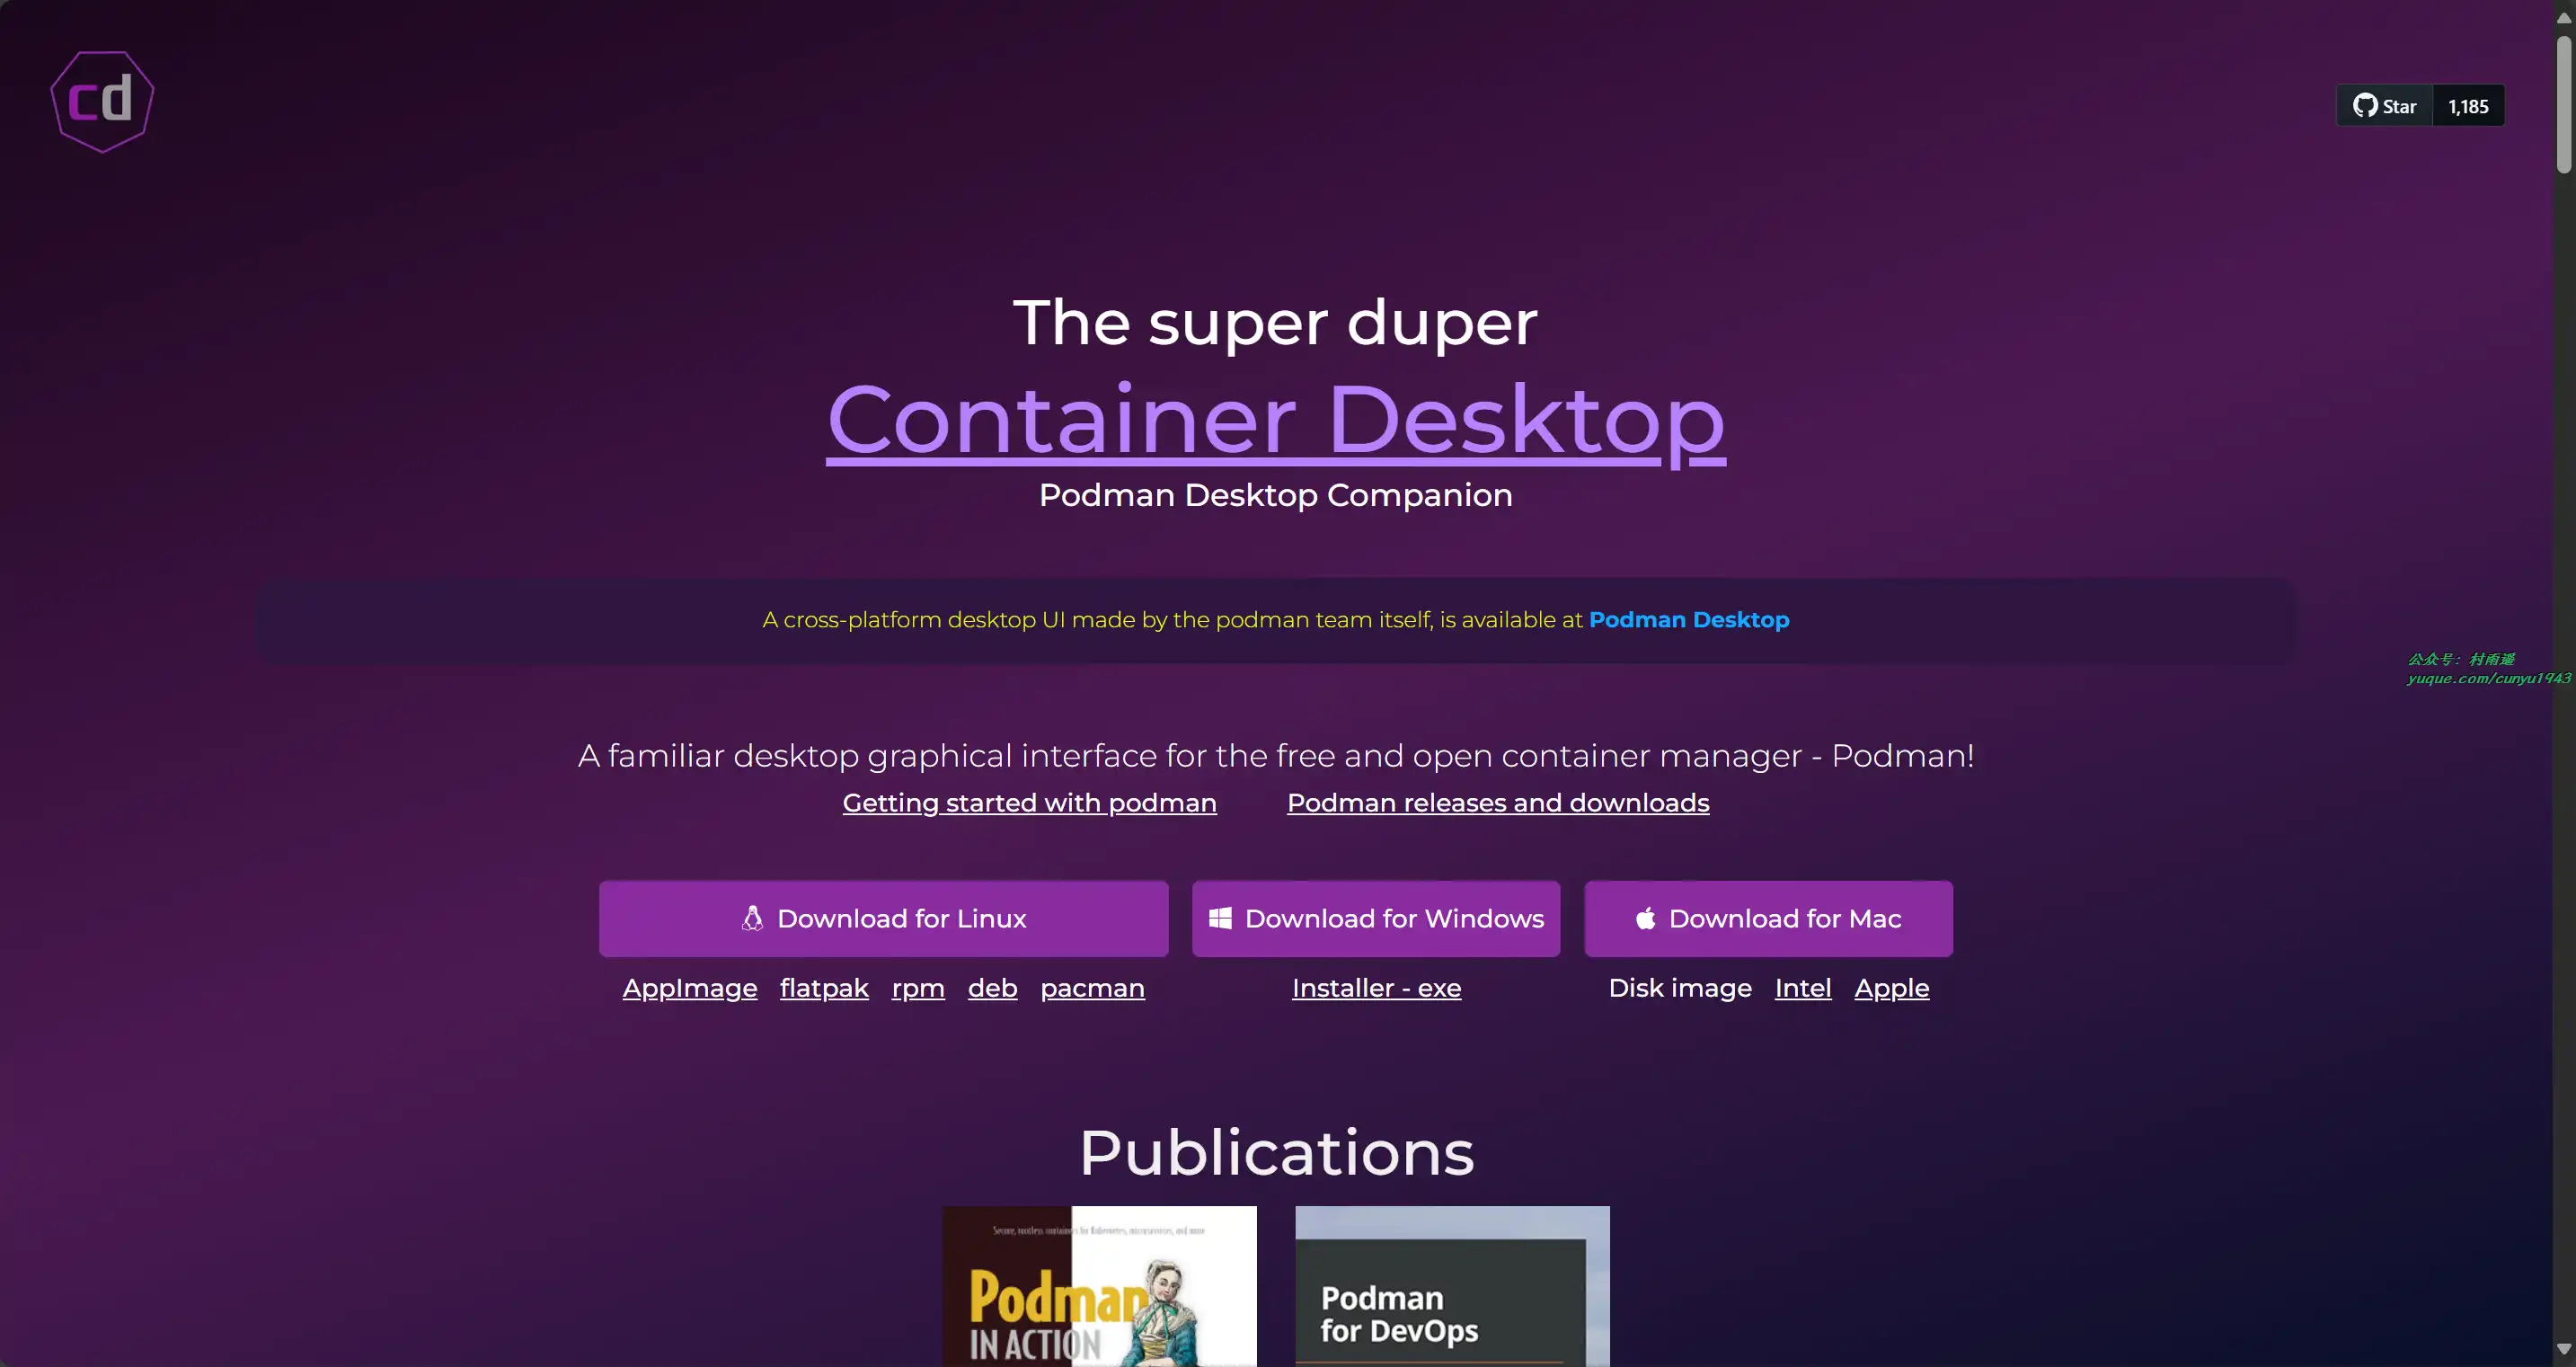 cd
Star 1,185
The super duper
Container Desktop
Podman Desktop Companion
A cross-platform desktop UI made by the podman team itself, is available at Podman Desktop
公众号：村雨遥
yuque.com/cunyu1943
A familiar desktop graphical interface for the free and open container manager - Podman!
Getting started with podman Podman releases and downloads
Download for Linux Download for Windows Download for Mac
AppImage flatpak rpm deb pacman Installer - exe Disk image Intel Apple
Publications
Secure, rootless containers for Kubernetes, microservices, and more
Podman
IN ACTION
Podman
for DevOps